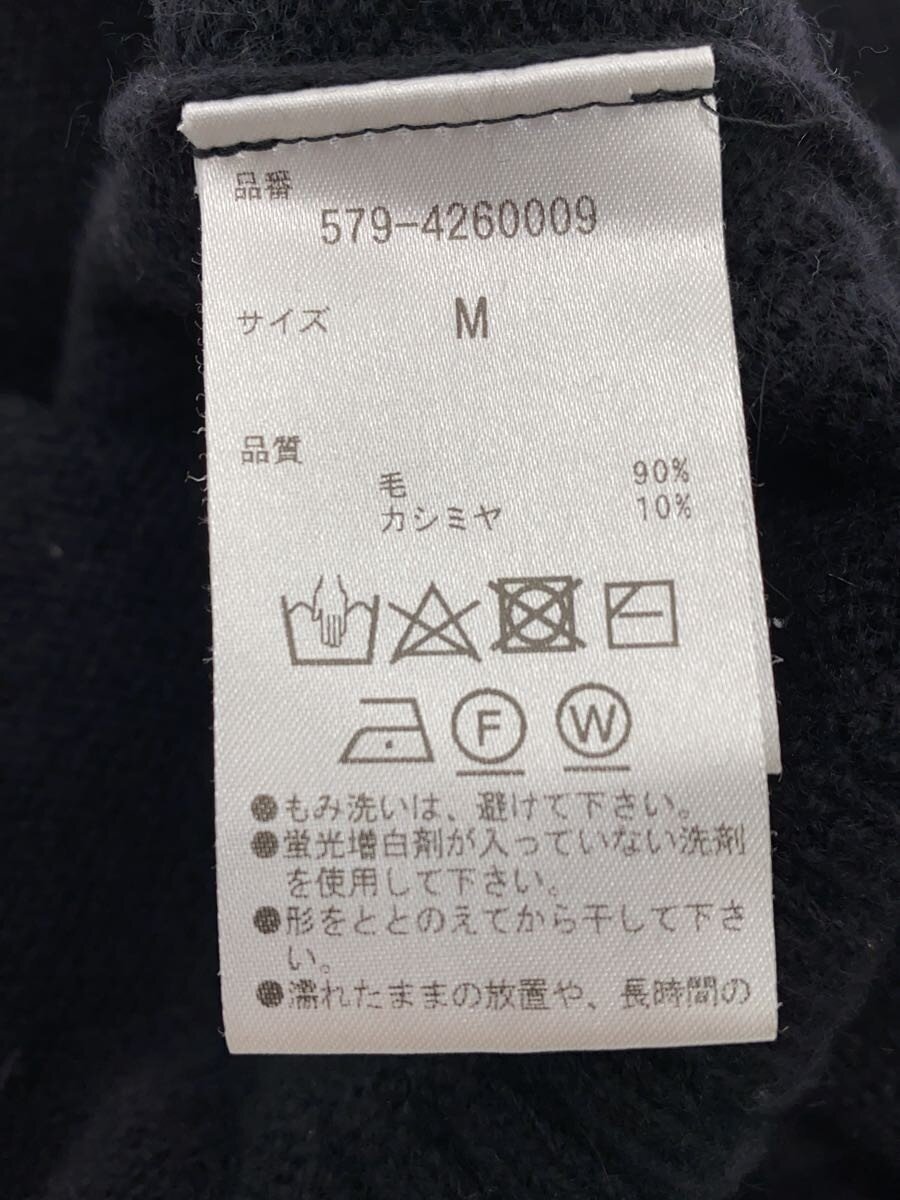 品番
579-4260009
サイズ M
品質
毛 90%
カシミヤ 10%
F W
●もみ洗いは、避けて下さい。
●蛍光増白剤が入っていない洗剤
を使用して下さい。
●形をととのえてから干して下さ
い。
●濡れたままの放置や、長時間の